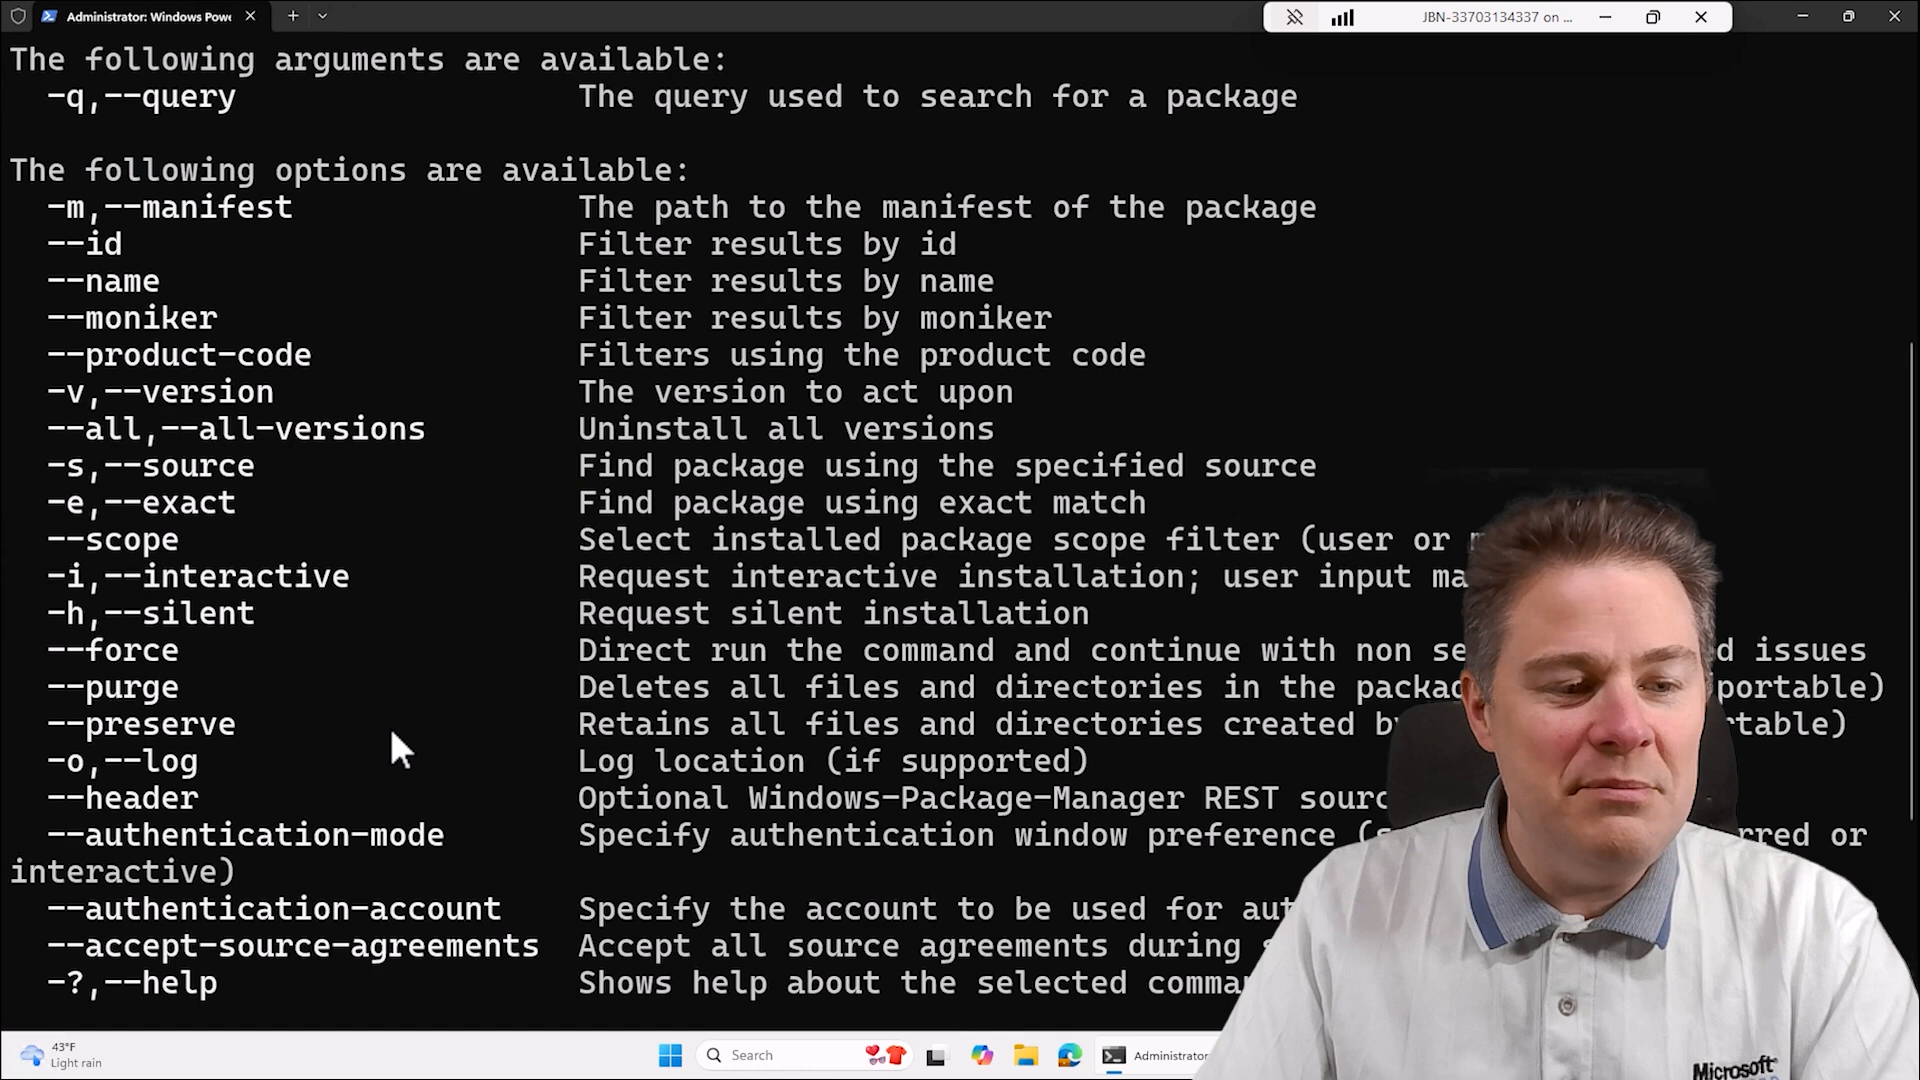 Administrator: Windows Powe
JBN-33703134337 on ...
The following arguments are available:
-q,--query The query used to search for a package
The following options are available:
-m,--manifest The path to the manifest of the package
--id Filter results by id
--name Filter results by name
--moniker Filter results by moniker
--product-code Filters using the product code
-v,--version The version to act upon
--all,--all-versions Uninstall all versions
-s,--source Find package using the specified source
-e,--exact Find package using exact match
--scope Select installed package scope filter (user or
-i,--interactive Request interactive installation; user input ma
-h,--silent Request silent installation
--force Direct run the command and continue with non se d issues
--purge Deletes all files and directories in the packag portable)
--preserve Retains all files and directories created by rtable)
-o,--log Log location (if supported)
--header Optional Windows-Package-Manager REST sourc
--authentication-mode Specify authentication window preference (s rred or
interactive)
--authentication-account Specify the account to be used for aut
--accept-source-agreements Accept all source agreements during s
-?,--help Shows help about the selected comma
43°F
Light rain
Search
Administrator
Microsoft